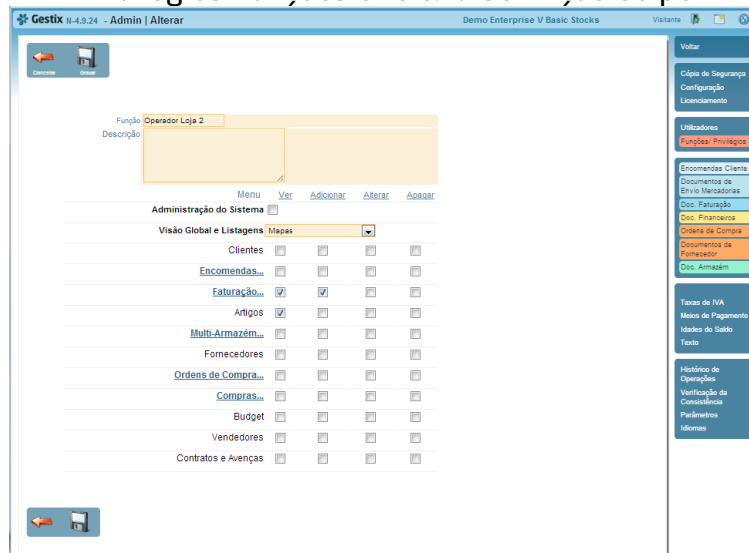 Gestix N-4.9.24 - Admin | Alterar
Demo Enterprise V Basic Stocks
Visitante
Cancelar
Gravar
Função Operador Loja 2
Descrição
Menu Ver Adicionar Alterar Apagar
Administração do Sistema
Visão Global e Listagens Mapas
Clientes
Encomendas...
Faturação...
Artigos
Multi-Armazém...
Fornecedores
Ordens de Compra...
Compras...
Budget
Vendedores
Contratos e Avenças
Voltar
Cópia de Segurança
Configuração
Licenciamento
Utilizadores
Funções/ Privilégios
Encomendas Cliente
Documentos de
Envio Mercadorias
Doc. Faturação
Doc. Financeiros
Ordens de Compra
Documentos de
Fornecedor
Doc. Armazém
Taxas de IVA
Meios de Pagamento
Idades do Saldo
Texto
Histórico de
Operações
Verificação da
Consistência
Parâmetros
Idiomas